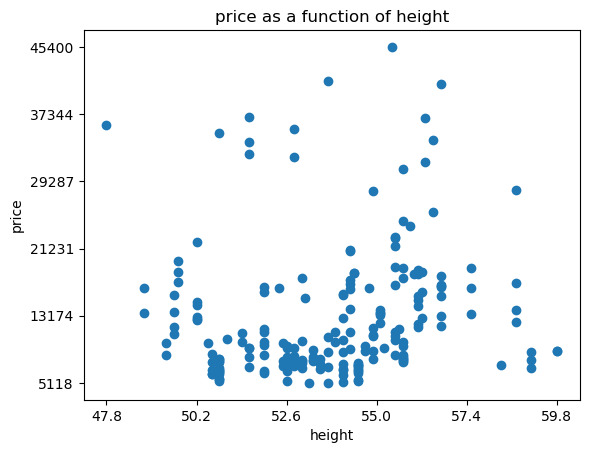 price as a function of height
45400
37344
29287
21231
13174
5118
price
47.8 50.2 52.6 55.0 57.4 59.8
height